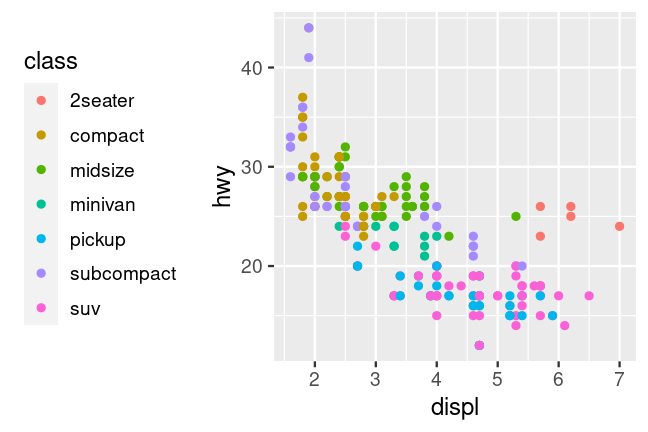 class
2seater
compact
midsize
minivan
pickup
subcompact
suv
hwy
40
30
20
2 3 4 5 6 7
displ